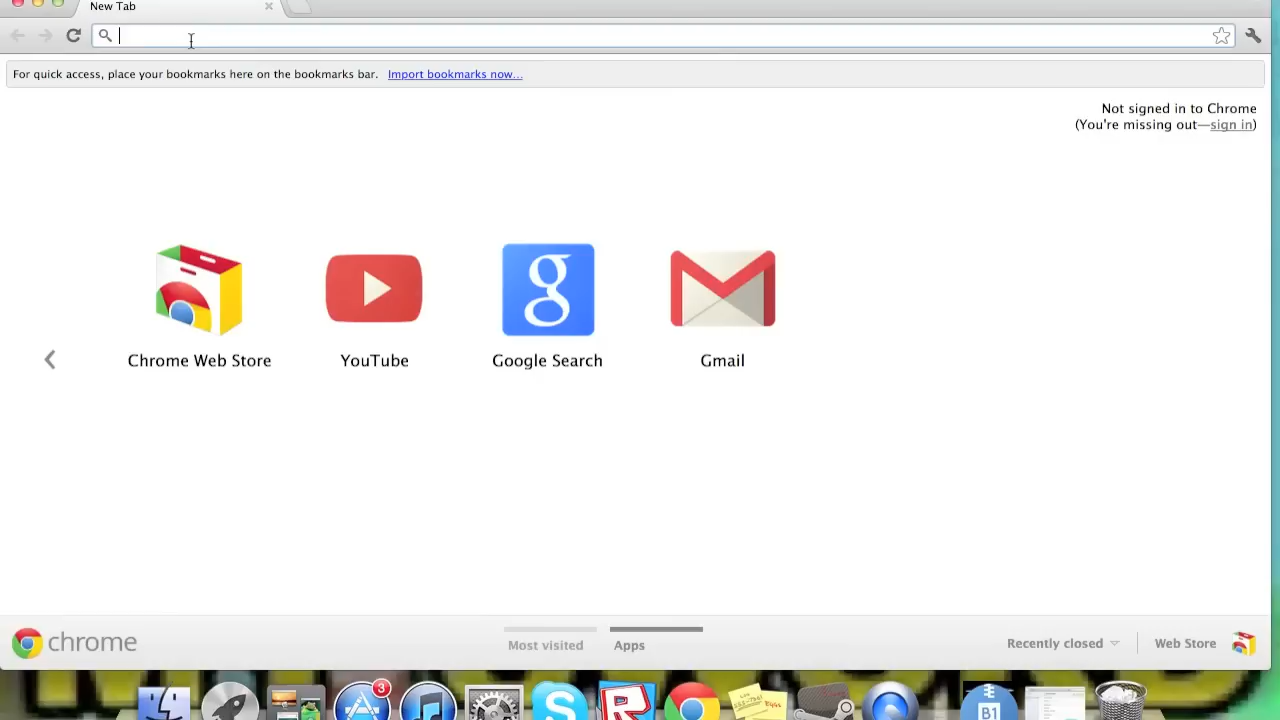 New Tab
For quick access, place your bookmarks here on the bookmarks bar. Import bookmarks now...
Not signed in to Chrome
(You're missing out—sign in)
g
Chrome Web Store
YouTube
Google Search
Gmail
chrome
Most visited
Apps
Recently closed
Web Store
3
S
R
B1